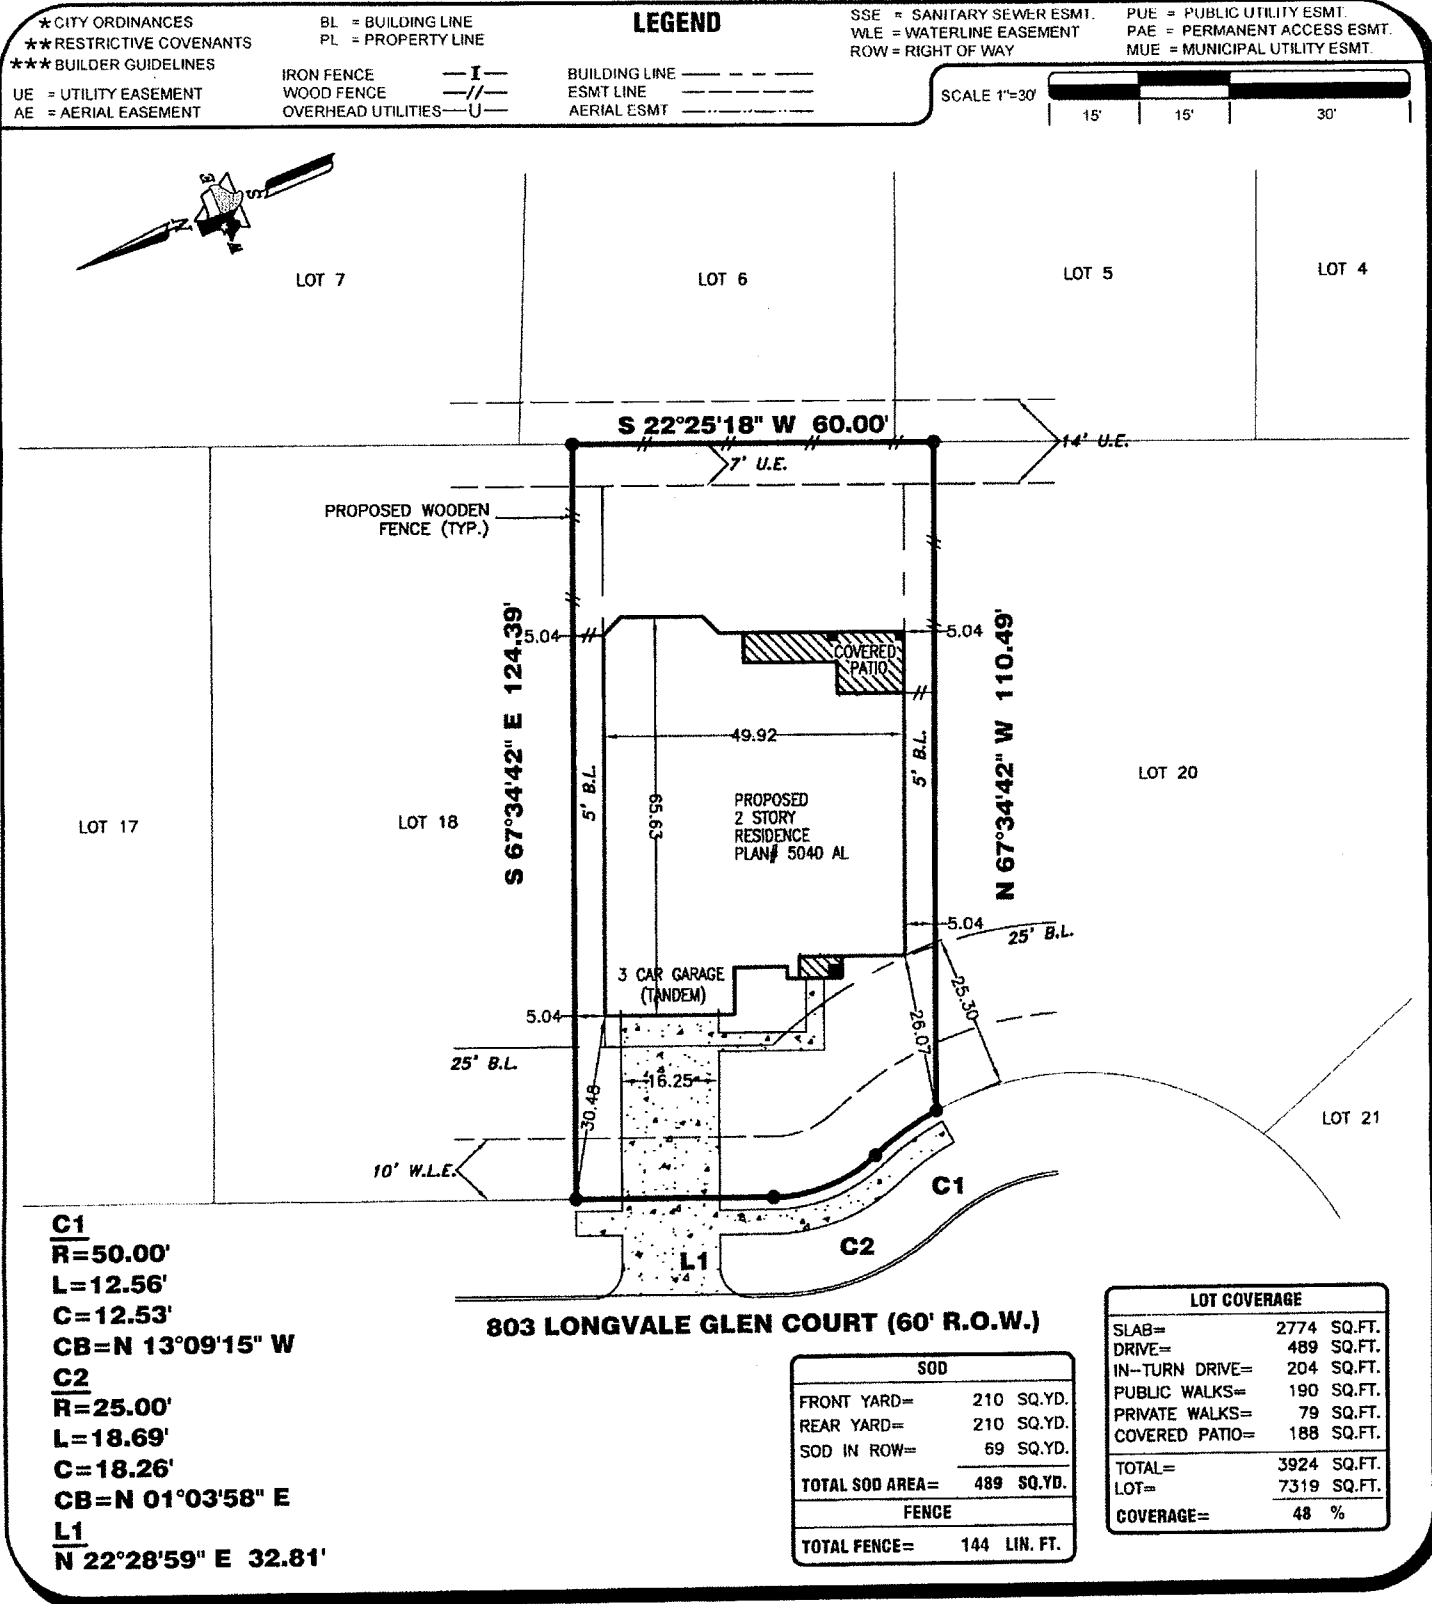 LEGEND
* CITY ORDINANCES
** RESTRICTIVE COVENANTS
*** BUILDER GUIDELINES
UE = UTILITY EASEMENT
AE = AERIAL EASEMENT
BL = BUILDING LINE
PL = PROPERTY LINE
IRON FENCE —I—
WOOD FENCE —//—
OVERHEAD UTILITIES —U—
BUILDING LINE
ESMT LINE
AERIAL ESMT
SSE = SANITARY SEWER ESMT.
WLE = WATERLINE EASEMENT
ROW = RIGHT OF WAY
PUE = PUBLIC UTILITY ESMT.
PAE = PERMANENT ACCESS ESMT.
MUE = MUNICIPAL UTILITY ESMT.
SCALE 1"=30'
15' 15' 30'
E
S
N
W
LOT 7
LOT 6
LOT 5
LOT 4
S 22°25'18" W 60.00'
14' U.E.
7' U.E.
PROPOSED WOODEN
FENCE (TYP.)
S 67°34'42" E 124.39'
N 67°34'42" W 110.49'
5.04
5.04
COVERED
PATIO
49.92
65.63
5' B.L.
5' B.L.
PROPOSED
2 STORY
RESIDENCE
PLAN# 5040 AL
LOT 17
LOT 18
LOT 20
5.04
25' B.L.
3 CAR GARAGE
(TANDEM)
5.04
25.30
26.07
25' B.L.
16.25
30.48
LOT 21
10' W.L.E.
C1
C2
L1
803 LONGVALE GLEN COURT (60' R.O.W.)
C1
R=50.00'
L=12.56'
C=12.53'
CB=N 13°09'15" W
C2
R=25.00'
L=18.69'
C=18.26'
CB=N 01°03'58" E
L1
N 22°28'59" E 32.81'
SOD
FRONT YARD= 210 SQ.YD.
REAR YARD= 210 SQ.YD.
SOD IN ROW= 69 SQ.YD.
TOTAL SOD AREA= 489 SQ.YD.
FENCE
TOTAL FENCE= 144 LIN. FT.
LOT COVERAGE
SLAB= 2774 SQ.FT.
DRIVE= 489 SQ.FT.
IN-TURN DRIVE= 204 SQ.FT.
PUBLIC WALKS= 190 SQ.FT.
PRIVATE WALKS= 79 SQ.FT.
COVERED PATIO= 188 SQ.FT.
TOTAL= 3924 SQ.FT.
LOT= 7319 SQ.FT.
COVERAGE= 48 %